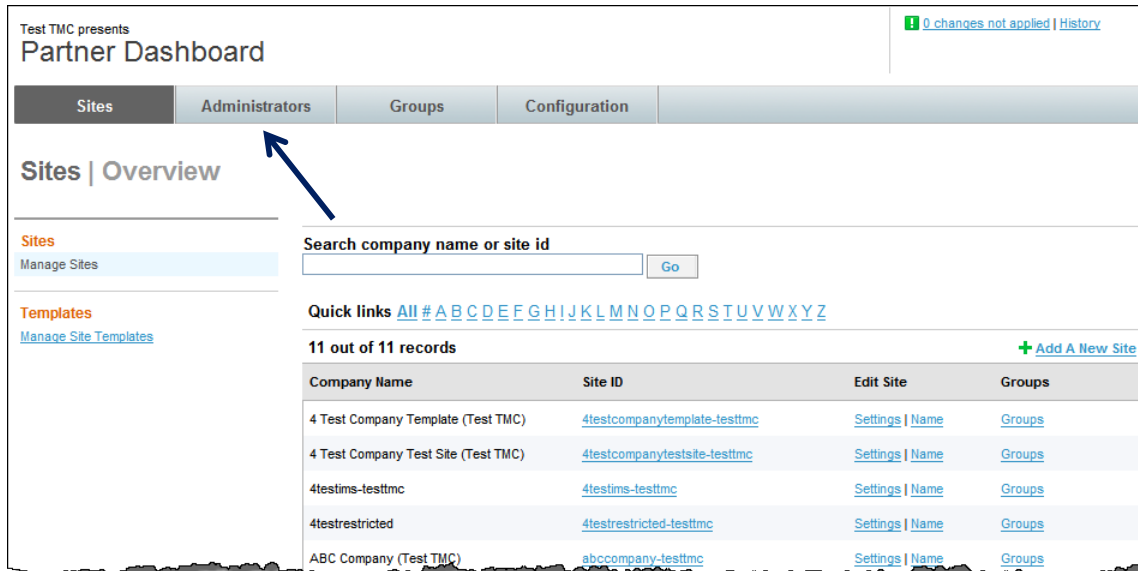 Test TMC presents
Partner Dashboard
0 changes not applied | History
Sites Administrators Groups Configuration
Sites | Overview
Sites
Manage Sites
Templates
Manage Site Templates
Search company name or site id
Go
Quick links All # A B C D E F G H I J K L M N O P Q R S T U V W X Y Z
11 out of 11 records
Add A New Site
Company Name Site ID Edit Site Groups
4 Test Company Template (Test TMC) 4testcompanytemplate-testtmc Settings | Name Groups
4 Test Company Test Site (Test TMC) 4testcompanytestsite-testtmc Settings | Name Groups
4testims-testtmc 4testims-testtmc Settings | Name Groups
4testrestricted 4testrestricted-testtmc Settings | Name Groups
ABC Company (Test TMC) abccompany-testtmc Settings | Name Groups